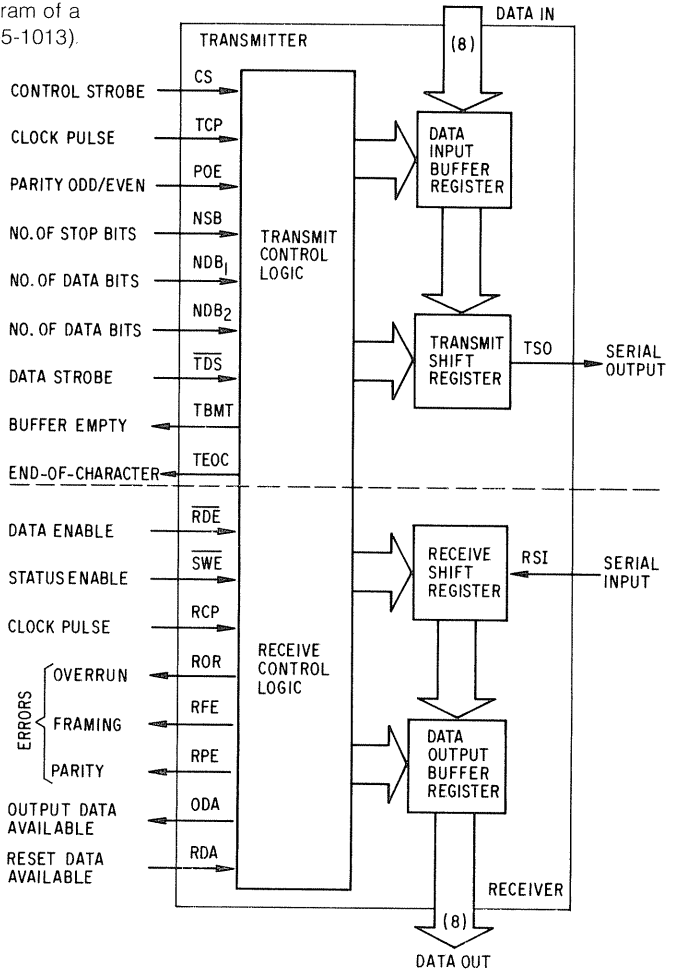 ram of a
5-1013).
TRANSMITTER
DATA IN
(8)
CONTROL STROBE
CS
CLOCK PULSE
TCP
PARITY ODD/EVEN
POE
NO. OF STOP BITS
NSB
NO. OF DATA BITS
NDB1
NO. OF DATA BITS
NDB2
DATA STROBE
TDS
BUFFER EMPTY
TBMT
END-OF-CHARACTER
TEOC
TRANSMIT
CONTROL
LOGIC
DATA
INPUT
BUFFER
REGISTER
TRANSMIT
SHIFT
REGISTER
TSO
SERIAL
OUTPUT
DATA ENABLE
RDE
STATUS ENABLE
SWE
CLOCK PULSE
RCP
ERRORS
OVERRUN
ROR
FRAMING
RFE
PARITY
RPE
OUTPUT DATA
AVAILABLE
ODA
RESET DATA
AVAILABLE
RDA
RECEIVE
CONTROL
LOGIC
RECEIVE
SHIFT
REGISTER
RSI
SERIAL
INPUT
DATA
OUTPUT
BUFFER
REGISTER
RECEIVER
(8)
DATA OUT